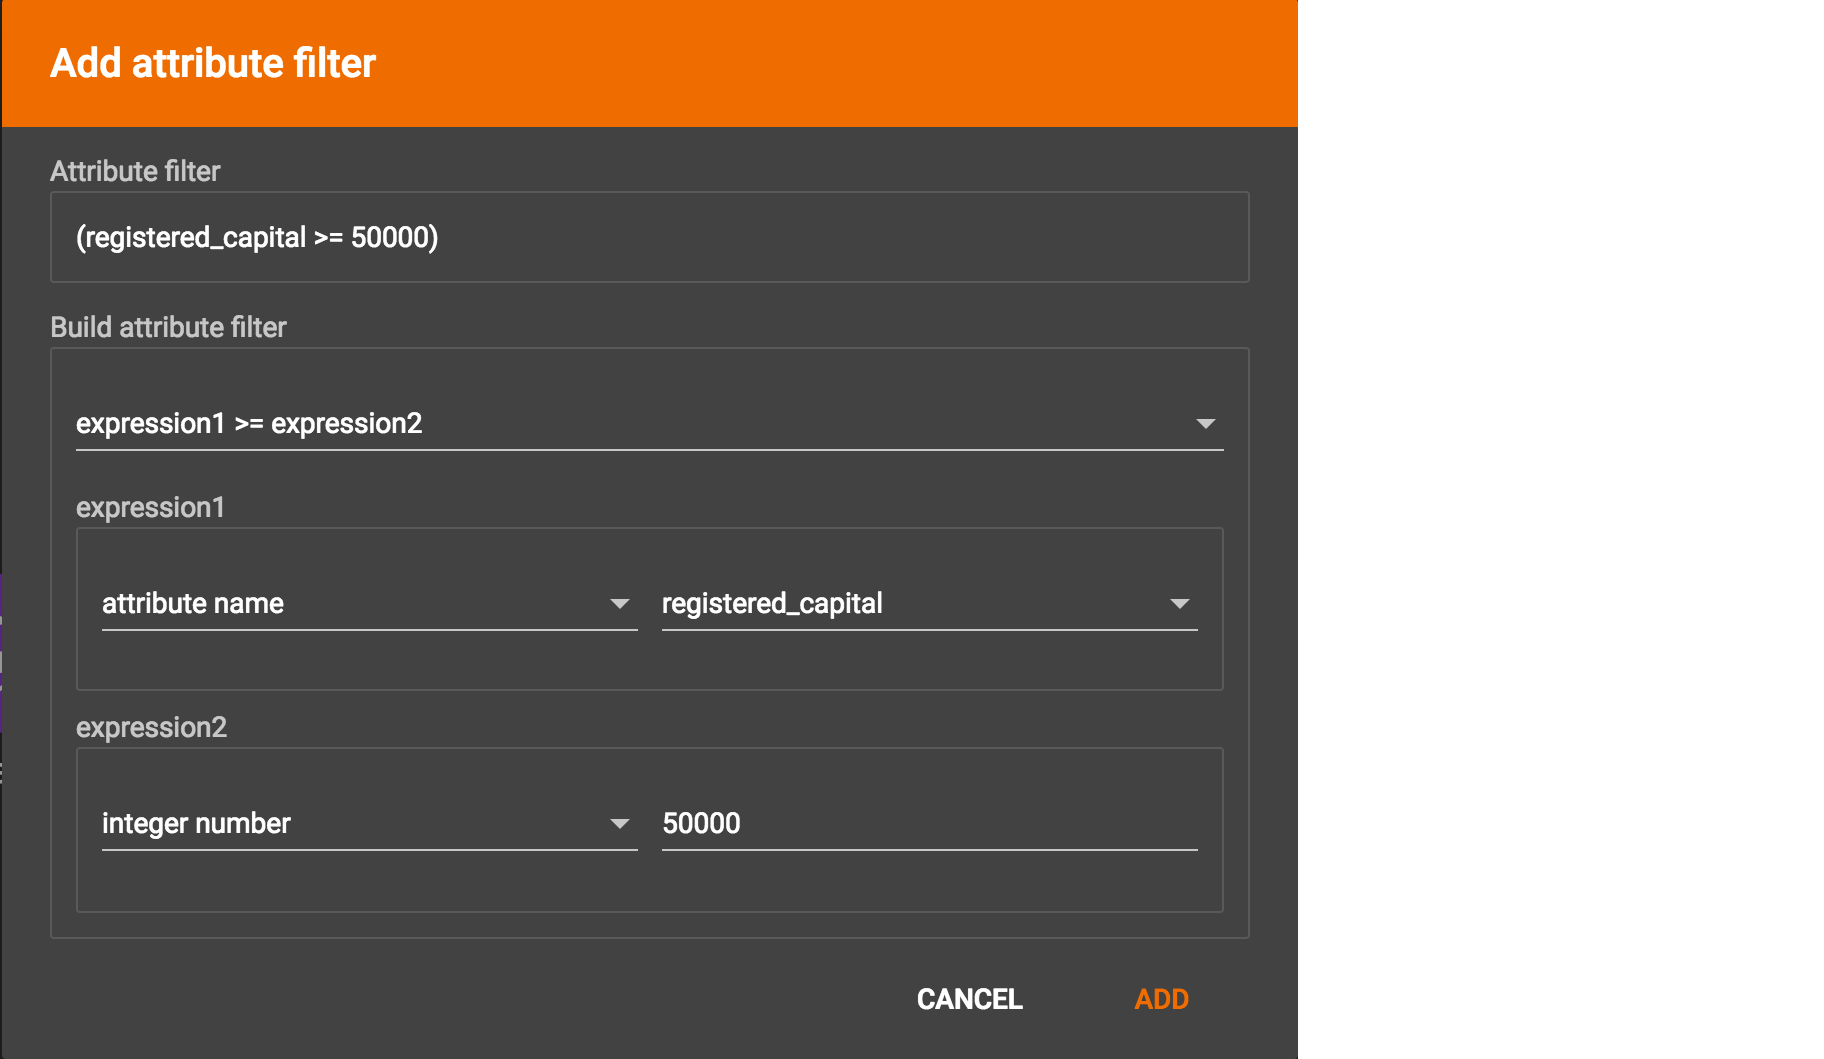 Add attribute filter
Attribute filter
(registered_capital >= 50000)
Build attribute filter
expression1 >= expression2
expression1
attribute name registered_capital
expression2
integer number 50000
CANCEL ADD